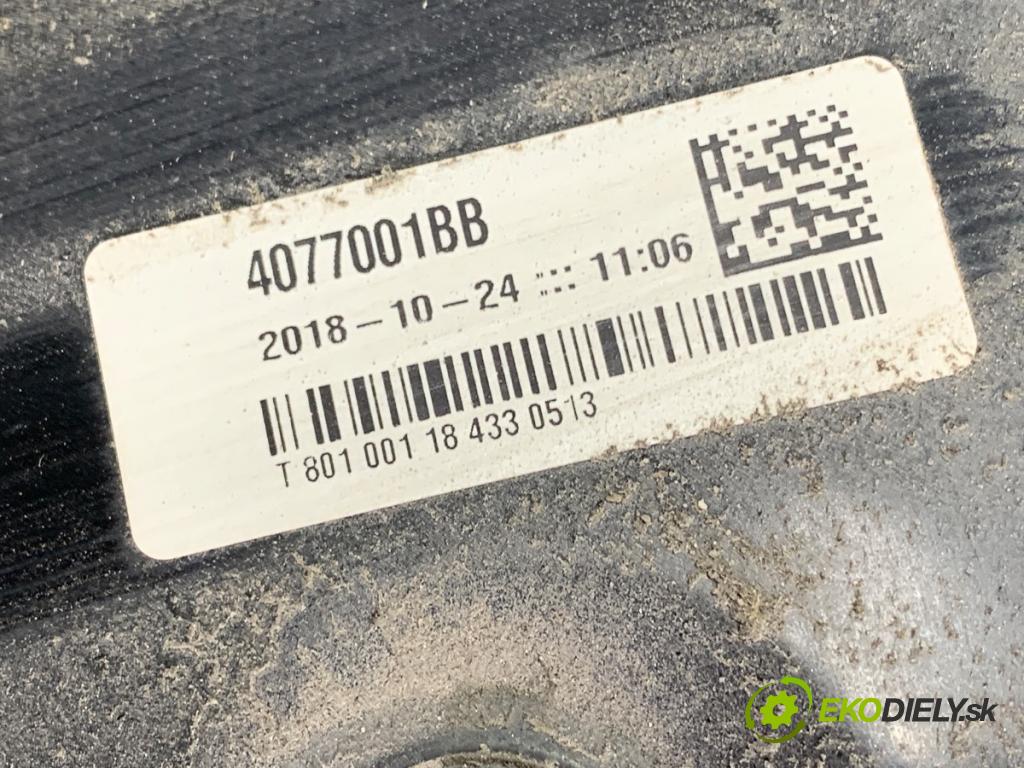 4077001BB
2018-10-24 ::: 11:06
T 801 001 18 433 0513
EKODIELY.sk